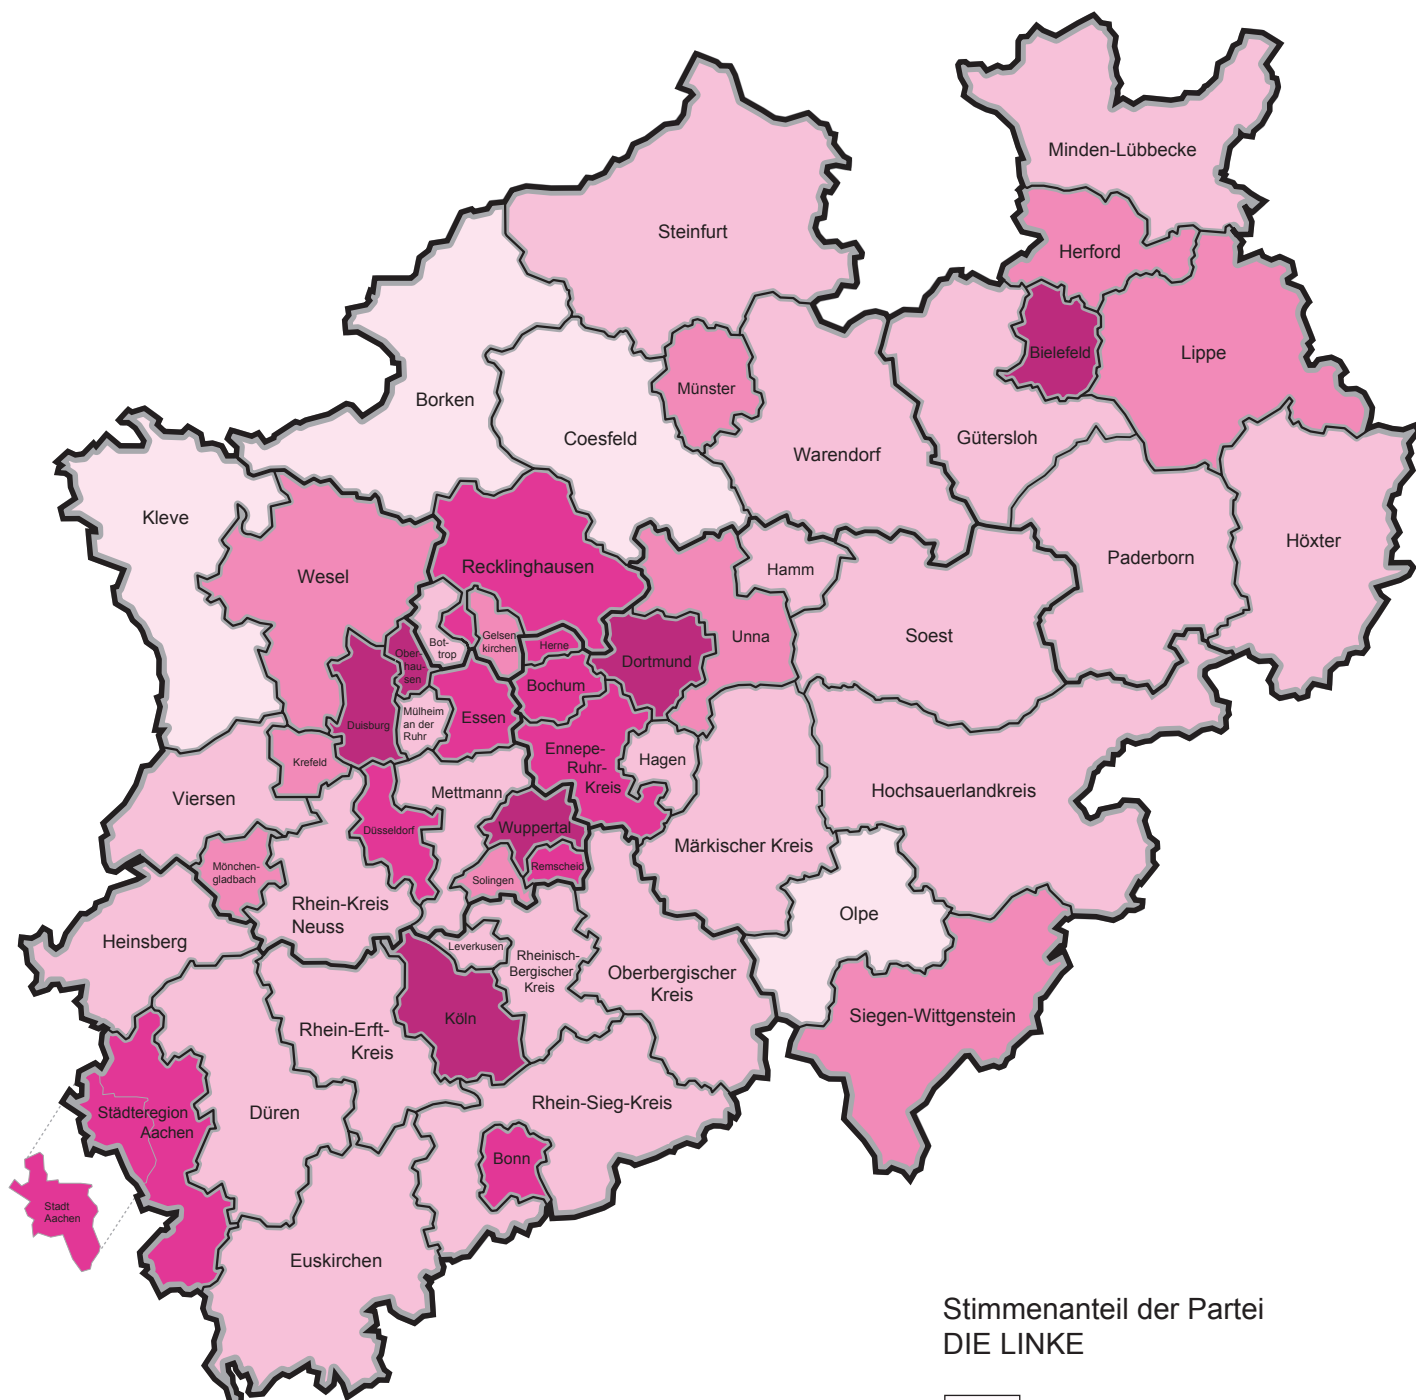 Minden-Lübbecke
Steinfurt
Herford
Bielefeld
Lippe
Münster
Borken
Coesfeld
Gütersloh
Warendorf
Kleve
Höxter
Paderborn
Recklinghausen
Hamm
Wesel
Soest
Unna
Gelsen
kirchen
Herne
Bot-
trop
Ober-
hau-
sen
Dortmund
Bochum
Essen
Mülheim
an der
Ruhr
Duisburg
Ennepe-
Ruhr-
Kreis
Hagen
Krefeld
Hochsauerlandkreis
Mettmann
Viersen
Düsseldorf
Wuppertal
Märkischer Kreis
Remscheid
Solingen
Mönchen-
gladbach
Rhein-Kreis
Neuss
Olpe
Heinsberg
Leverkusen
Rheinisch-
Bergischer
Kreis
Oberbergischer
Kreis
Köln
Siegen-Wittgenstein
Rhein-Erft-
Kreis
Rhein-Sieg-Kreis
Städteregion
Aachen
Düren
Bonn
Stadt
Aachen
Euskirchen
Stimmenanteil der Partei
DIE LINKE